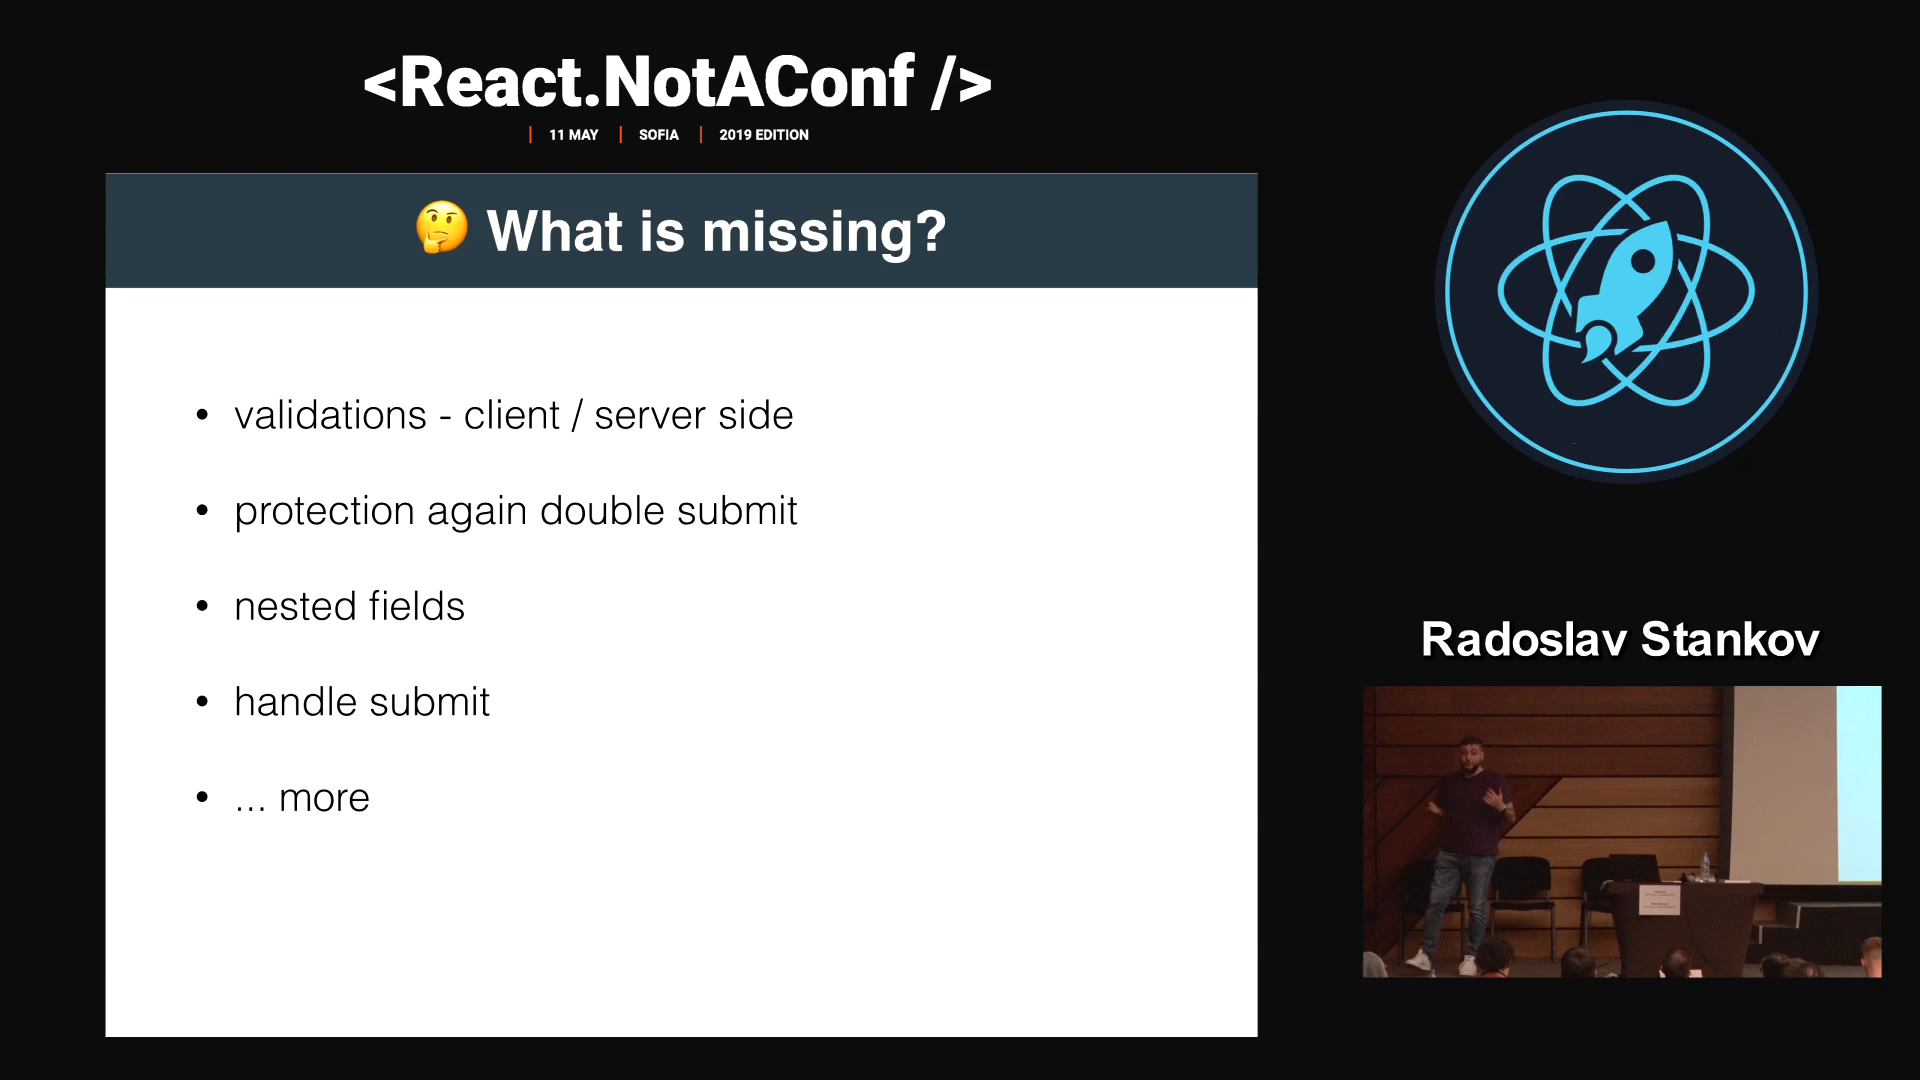 <React.NotAConf />
| 11 MAY | SOFIA | 2019 EDITION
🤔 What is missing?
• validations - client / server side
• protection again double submit
• nested fields
• handle submit
• ... more
Radoslav Stankov